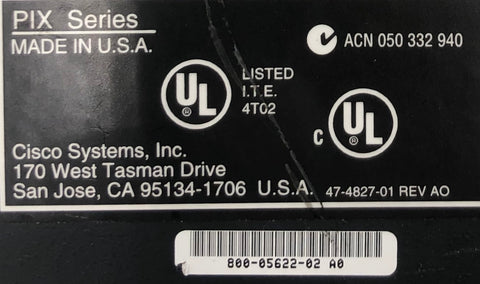 PIX Series
MADE IN U.S.A.
ACN 050 332 940
UL
®
LISTED
I.T.E.
4T02
C UL
®
Cisco Systems, Inc.
170 West Tasman Drive
San Jose, CA 95134-1706 U.S.A. 47-4827-01 REV AO
800-05622-02 A0